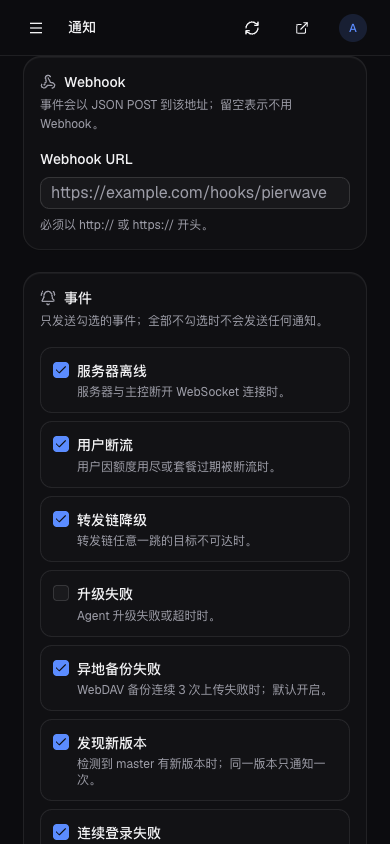 通知
A
Webhook
事件会以 JSON POST 到该地址；留空表示不用
Webhook。
Webhook URL
https://example.com/hooks/pierwave
必须以 http:// 或 https:// 开头。
事件
只发送勾选的事件；全部不勾选时不会发送任何通知。
服务器离线
服务器与主控断开 WebSocket 连接时。
用户断流
用户因额度用尽或套餐过期被断流时。
转发链降级
转发链任意一跳的目标不可达时。
升级失败
Agent 升级失败或超时时。
异地备份失败
WebDAV 备份连续 3 次上传失败时；默认开启。
发现新版本
检测到 master 有新版本时；同一版本只通知一
次。
连续登录失败